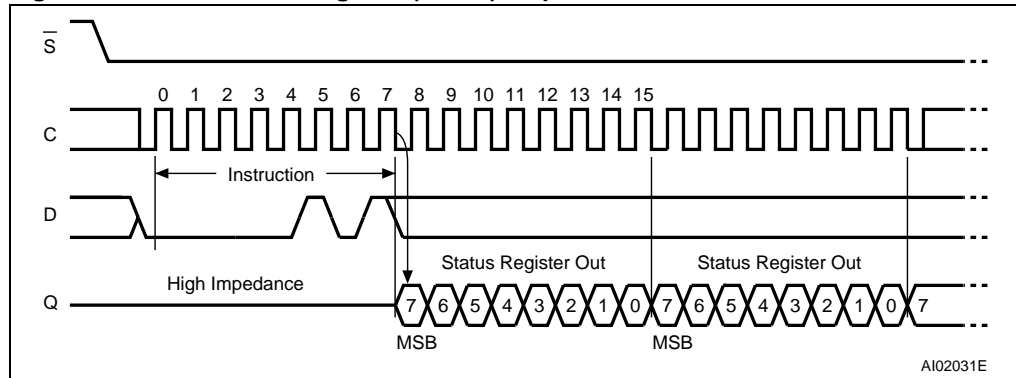 S
0 1 2 3 4 5 6 7 8 9 10 11 12 13 14 15
C
Instruction
D
High Impedance
Status Register Out Status Register Out
Q
7 6 5 4 3 2 1 0 7 6 5 4 3 2 1 0 7
MSB MSB
AI02031E